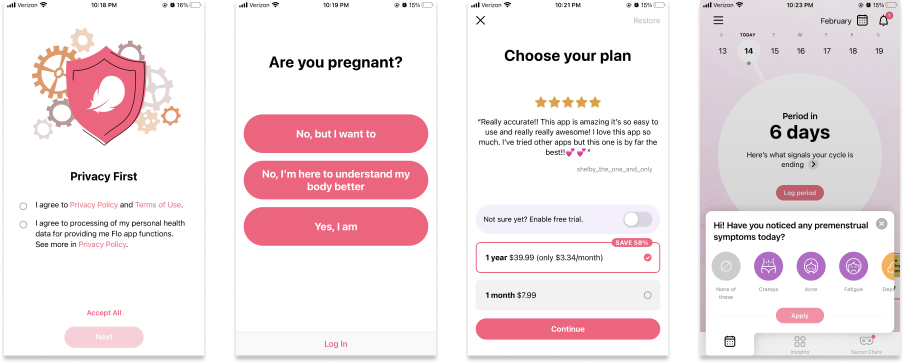 Verizon 10:18 PM 16%
Privacy First
I agree to Privacy Policy and Terms of Use.
I agree to processing of my personal health
data for providing me Flo app functions.
See more in Privacy Policy.
Accept All
Next
Verizon 10:19 PM 15%
Are you pregnant?
No, but I want to
No, I'm here to understand my
body better
Yes, I am
Log In
Verizon 10:21 PM 15%
Restore
Choose your plan
"Really accurate!! This app is amazing it's so easy to
use and really really awesome! I love this app so
much. I've tried other apps but this one is by far the
best!!💕💕"
shelby_the_one_and_only
Not sure yet? Enable free trial.
SAVE 58%
1 year $39.99 (only $3.34/month)
1 month $7.99
Continue
Verizon 10:23 PM 15%
February
1
S TODAY T W T F S
13 14 15 16 17 18 19
Period in
6 days
Here's what signals your cycle is
ending
Log period
Hi! Have you noticed any premenstrual
symptoms today?
None of
these
Cramps
Acne
Fatigue
Apply
Insights
Secret Chats